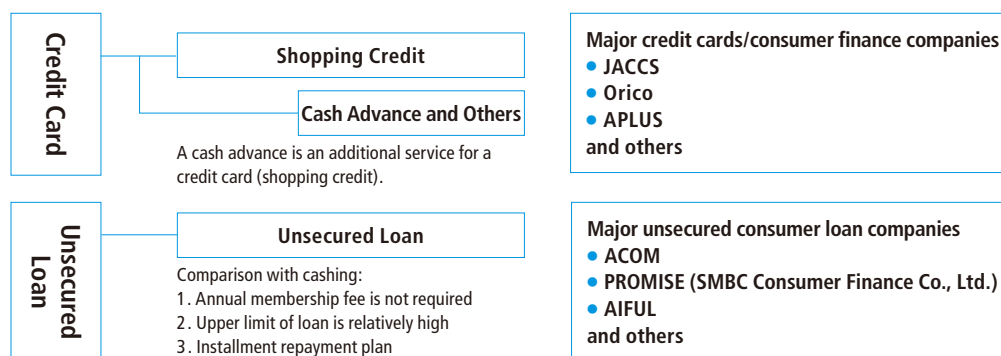 Credit Card
Shopping Credit
Cash Advance and Others
A cash advance is an additional service for a
credit card (shopping credit).
Major credit cards/consumer finance companies
● JACCS
● Orico
● APLUS
and others
Unsecured
Loan
Unsecured Loan
Comparison with cashing:
1. Annual membership fee is not required
2. Upper limit of loan is relatively high
3. Installment repayment plan
Major unsecured consumer loan companies
● ACOM
● PROMISE (SMBC Consumer Finance Co., Ltd.)
● AIFUL
and others